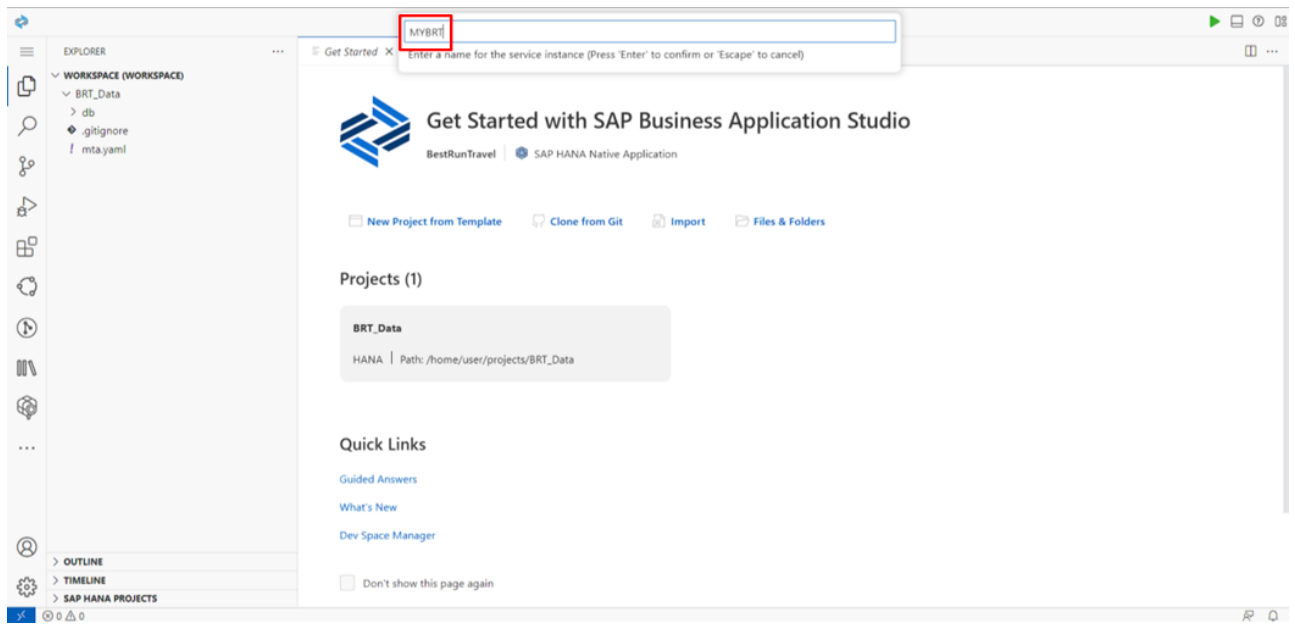 MYBRT
Enter a name for the service instance (Press 'Enter' to confirm or 'Escape' to cancel)
EXPLORER
Get Started
WORKSPACE (WORKSPACE)
BRT_Data
db
.gitignore
! mta.yaml
Get Started with SAP Business Application Studio
BestRunTravel | SAP HANA Native Application
New Project from Template Clone from Git Import Files & Folders
Projects (1)
BRT_Data
HANA | Path: /home/user/projects/BRT_Data
Quick Links
Guided Answers
What's New
Dev Space Manager
Don't show this page again
OUTLINE
TIMELINE
SAP HANA PROJECTS
0 0